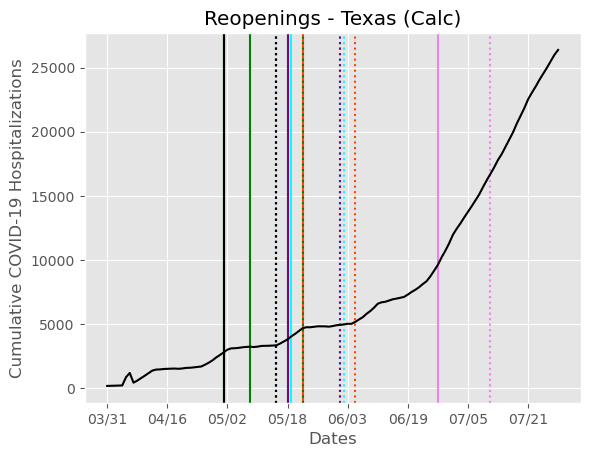 Reopenings - Texas (Calc)
Cumulative COVID-19 Hospitalizations
25000
20000
15000
10000
5000
0
03/31 04/16 05/02 05/18 06/03 06/19 07/05 07/21
Dates